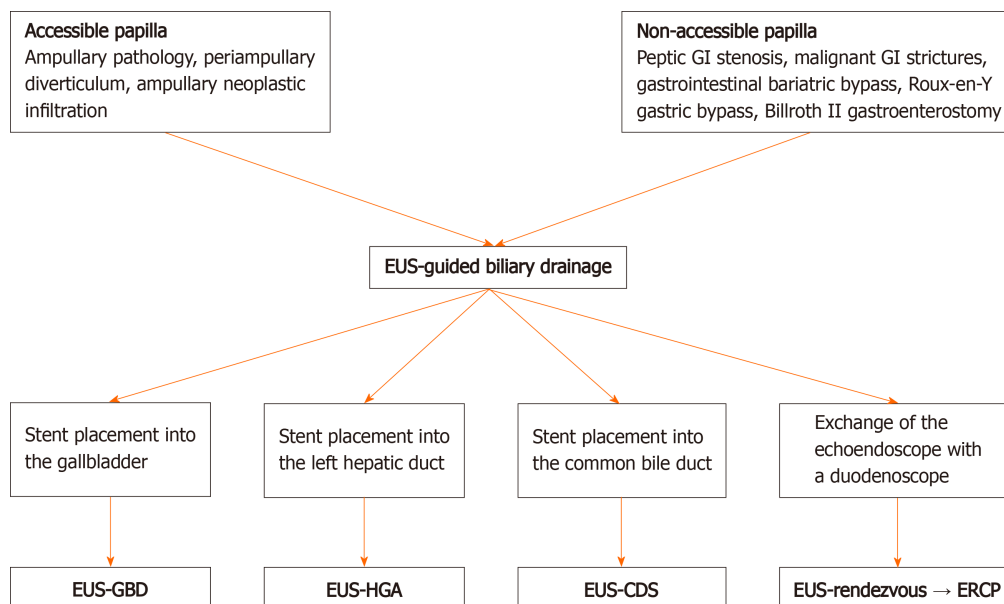 Accessible papilla
Ampullary pathology, periampullary
diverticulum, ampullary neoplastic
infiltration
Non-accessible papilla
Peptic GI stenosis, malignant GI strictures,
gastrointestinal bariatric bypass, Roux-en-Y
gastric bypass, Billroth II gastroenterostomy
EUS-guided biliary drainage
Stent placement into
the gallbladder
Stent placement into
the left hepatic duct
Stent placement into
the common bile duct
Exchange of the
echoendoscope with
a duodenoscope
EUS-GBD
EUS-HGA
EUS-CDS
EUS-rendezvous → ERCP